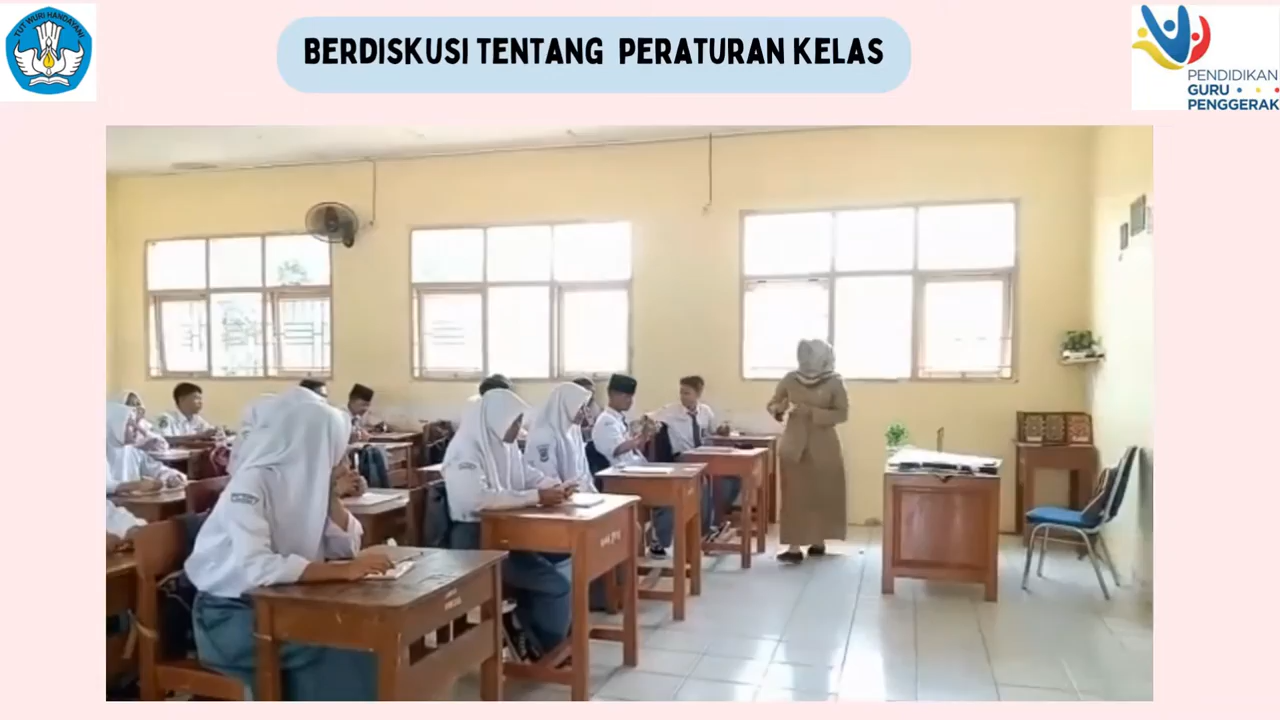 TUT WURI HANDAYANI
BERDISKUSI TENTANG PERATURAN KELAS
PENDIDIKAN
GURU
PENGGERAK